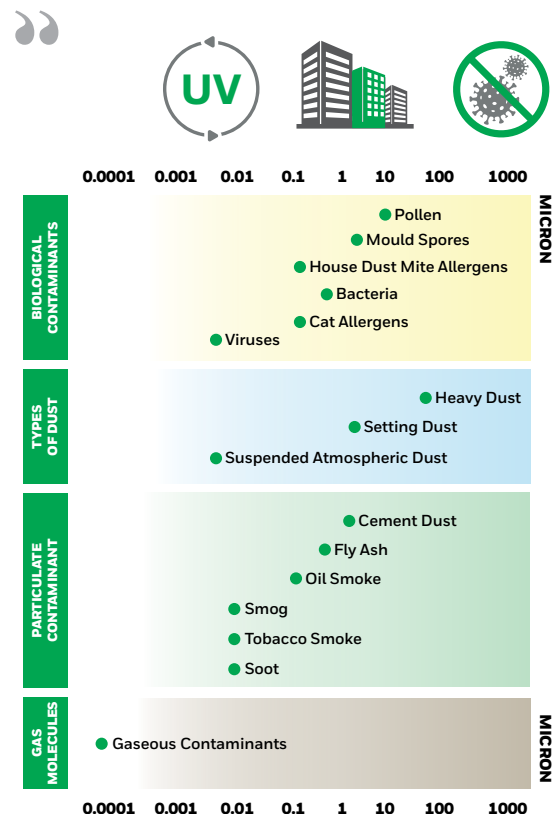 ”
UV
0.0001 0.001 0.01 0.1 1 10 100 1000
MICRON
BIOLOGICAL
CONTAMINANTS
Pollen
Mould Spores
House Dust Mite Allergens
Bacteria
Cat Allergens
Viruses
TYPES
OF DUST
Heavy Dust
Setting Dust
Suspended Atmospheric Dust
PARTICULATE
CONTAMINANT
Cement Dust
Fly Ash
Oil Smoke
Smog
Tobacco Smoke
Soot
GAS
MOLECULES
Gaseous Contaminants
MICRON
0.0001 0.001 0.01 0.1 1 10 100 1000